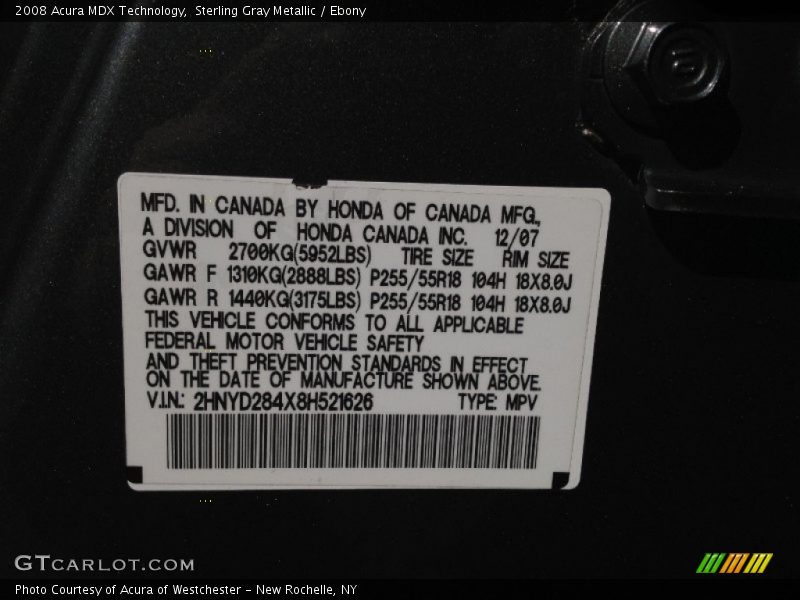 2008 Acura MDX Technology, Sterling Gray Metallic / Ebony
MFD. IN CANADA BY HONDA OF CANADA MFG.,
A DIVISION OF HONDA CANADA INC. 12/07
GVWR 2700KG(5952LBS) TIRE SIZE RIM SIZE
GAWR F 1310KG(2888LBS) P255/55R18 104H 18X8.0J
GAWR R 1440KG(3175LBS) P255/55R18 104H 18X8.0J
THIS VEHICLE CONFORMS TO ALL APPLICABLE
FEDERAL MOTOR VEHICLE SAFETY
AND THEFT PREVENTION STANDARDS IN EFFECT
ON THE DATE OF MANUFACTURE SHOWN ABOVE.
V.I.N.: 2HNYD284X8H521626 TYPE: MPV
GTCARLOT.COM
Photo Courtesy of Acura of Westchester - New Rochelle, NY